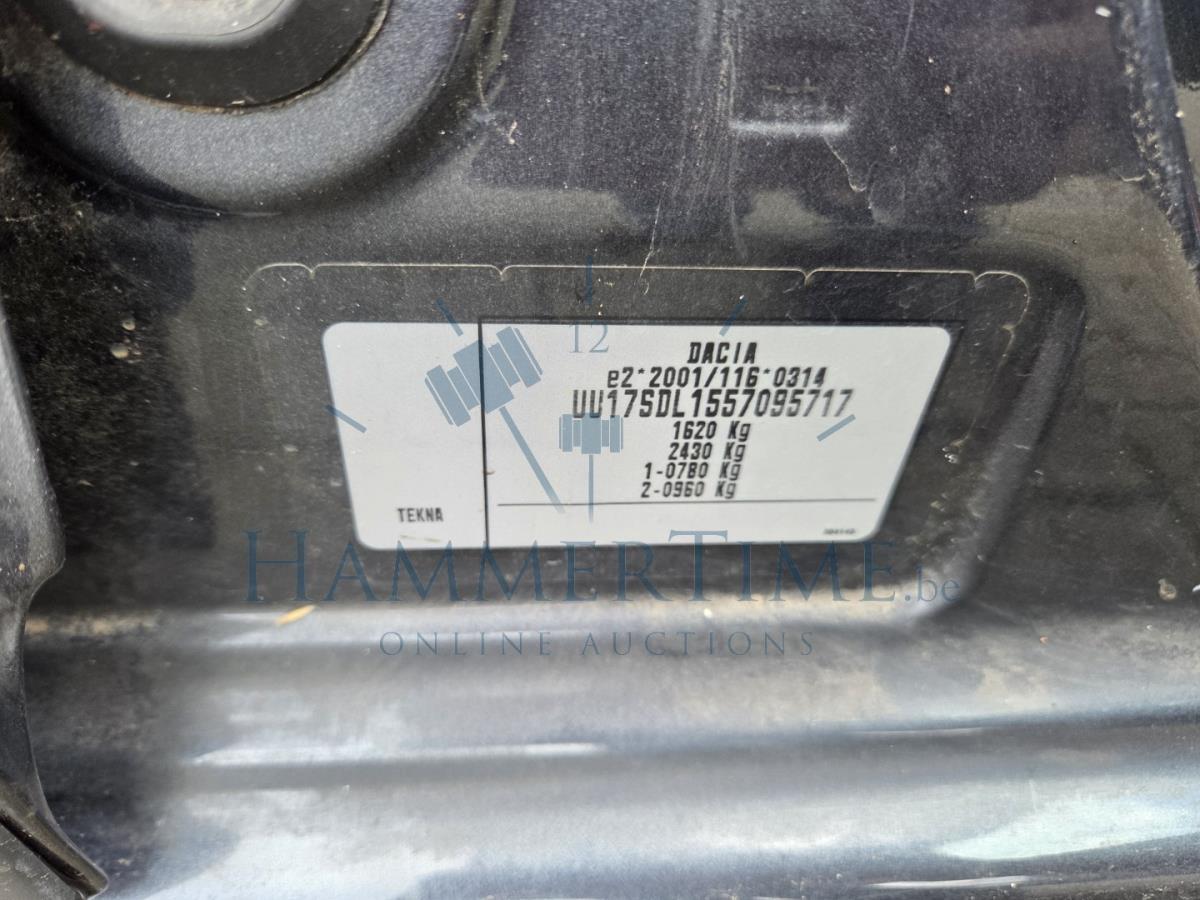 12
DACIA
e2*2001/116*0314
UU17SDL1557095717
1620 Kg
2430 Kg
1-0780 Kg
2-0960 Kg
TEKNA
HAMMERTIME.be
ONLINE AUCTIONS